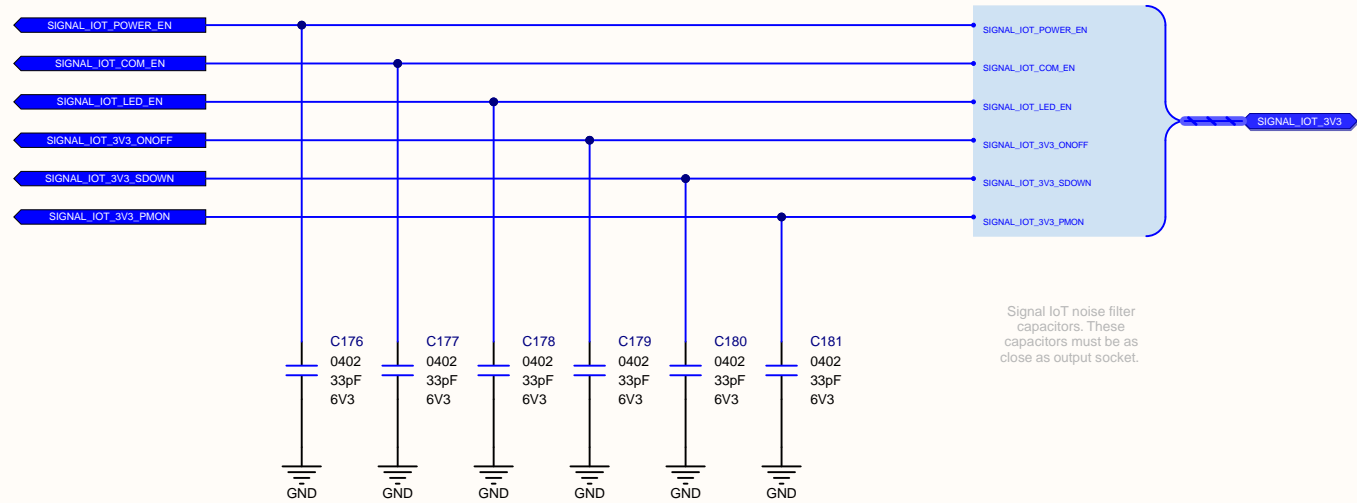 SIGNAL_IOT_POWER_EN
SIGNAL_IOT_COM_EN
SIGNAL_IOT_LED_EN
SIGNAL_IOT_3V3_ONOFF
SIGNAL_IOT_3V3_SDOWN
SIGNAL_IOT_3V3_PMON
SIGNAL_IOT_POWER_EN
SIGNAL_IOT_COM_EN
SIGNAL_IOT_LED_EN
SIGNAL_IOT_3V3_ONOFF
SIGNAL_IOT_3V3_SDOWN
SIGNAL_IOT_3V3_PMON
SIGNAL_IOT_3V3
Signal IoT noise filter
capacitors. These
capacitors must be as
close as output socket.
C176
0402
33pF
6V3
GND
C177
0402
33pF
6V3
GND
C178
0402
33pF
6V3
GND
C179
0402
33pF
6V3
GND
C180
0402
33pF
6V3
GND
C181
0402
33pF
6V3
GND